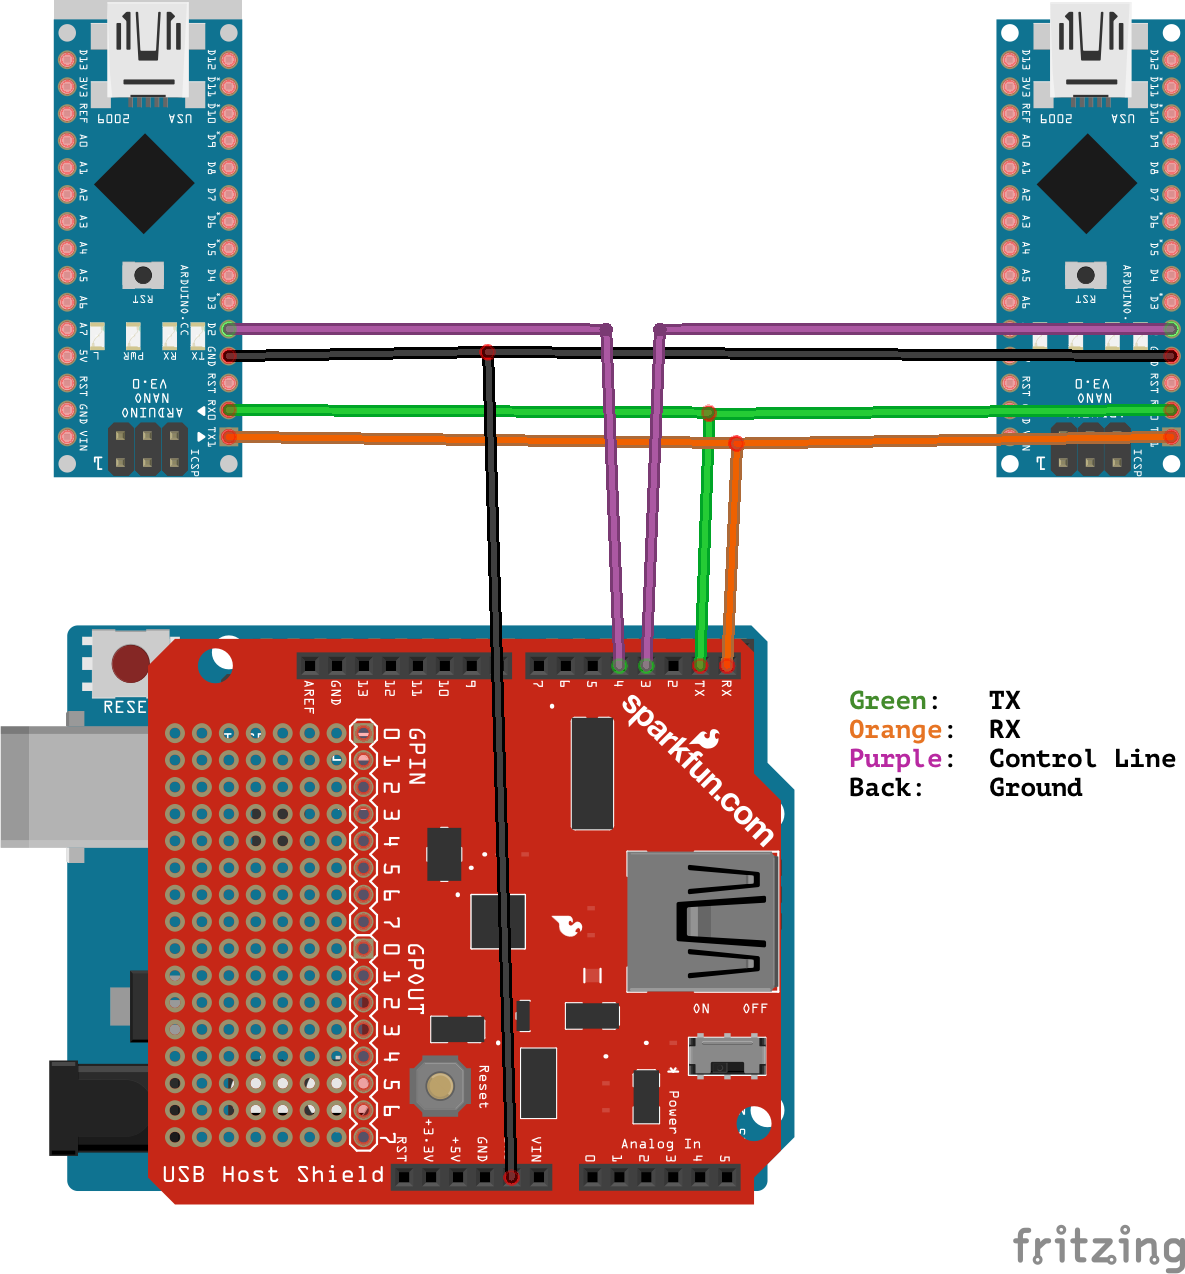 D13
3V3
REF
A0
A1
A2
A3
A4
A5
A6
A7
5V
RST
GND
VIN
D12
D11
D10
D9
D8
D7
D6
D5
D4
D3
D2
GND
RST
RX0
TX1
2009
USA
RST
ARDUINO.CC
L
PWR
RX
TX
ARDUINO
NANO
V3.0
1
ICSP
D13
3V3
REF
A0
A1
A2
A3
A4
A5
A6
RST
D12
D11
D10
D9
D8
D7
D6
D5
D4
D3
2009
USA
RST
ARDUINO.
NANO
V3.0
1
ICSP
RESE
AREF
GND
13
12
11
10
9
7
6
5
4
3
2
TX
RX
sparkfun.com
GPIN
0
1
2
3
4
5
6
7
GPOUT
0
1
2
3
4
5
6
7
ON OFF
Reset
Power
Analog In
RST
+3.3V
+5V
GND
VIN
0
1
2
3
4
5
USB Host Shield
Green: TX
Orange: RX
Purple: Control Line
Back: Ground
fritzing